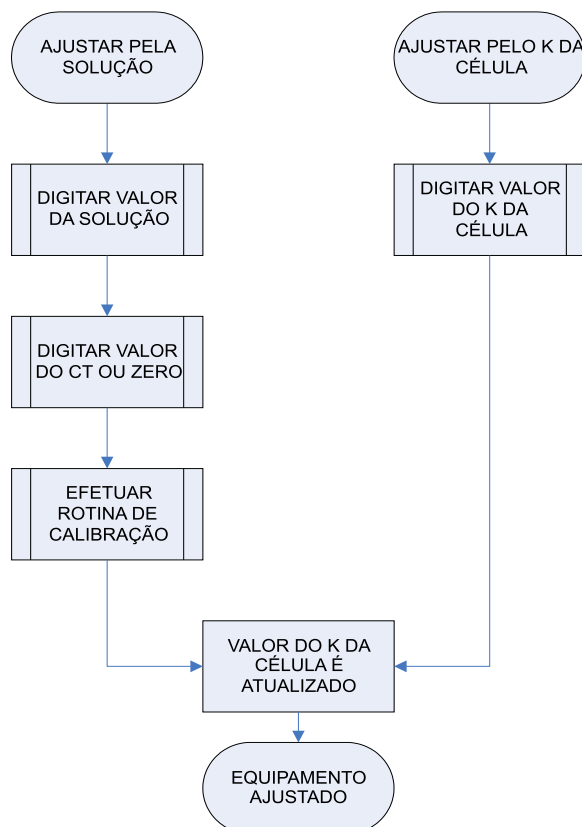 AJUSTAR PELA
SOLUÇÃO
AJUSTAR PELO K DA
CÉLULA
DIGITAR VALOR
DA SOLUÇÃO
DIGITAR VALOR
DO K DA
CÉLULA
DIGITAR VALOR
DO CT OU ZERO
EFETUAR
ROTINA DE
CALIBRAÇÃO
VALOR DO K DA
CÉLULA É
ATUALIZADO
EQUIPAMENTO
AJUSTADO